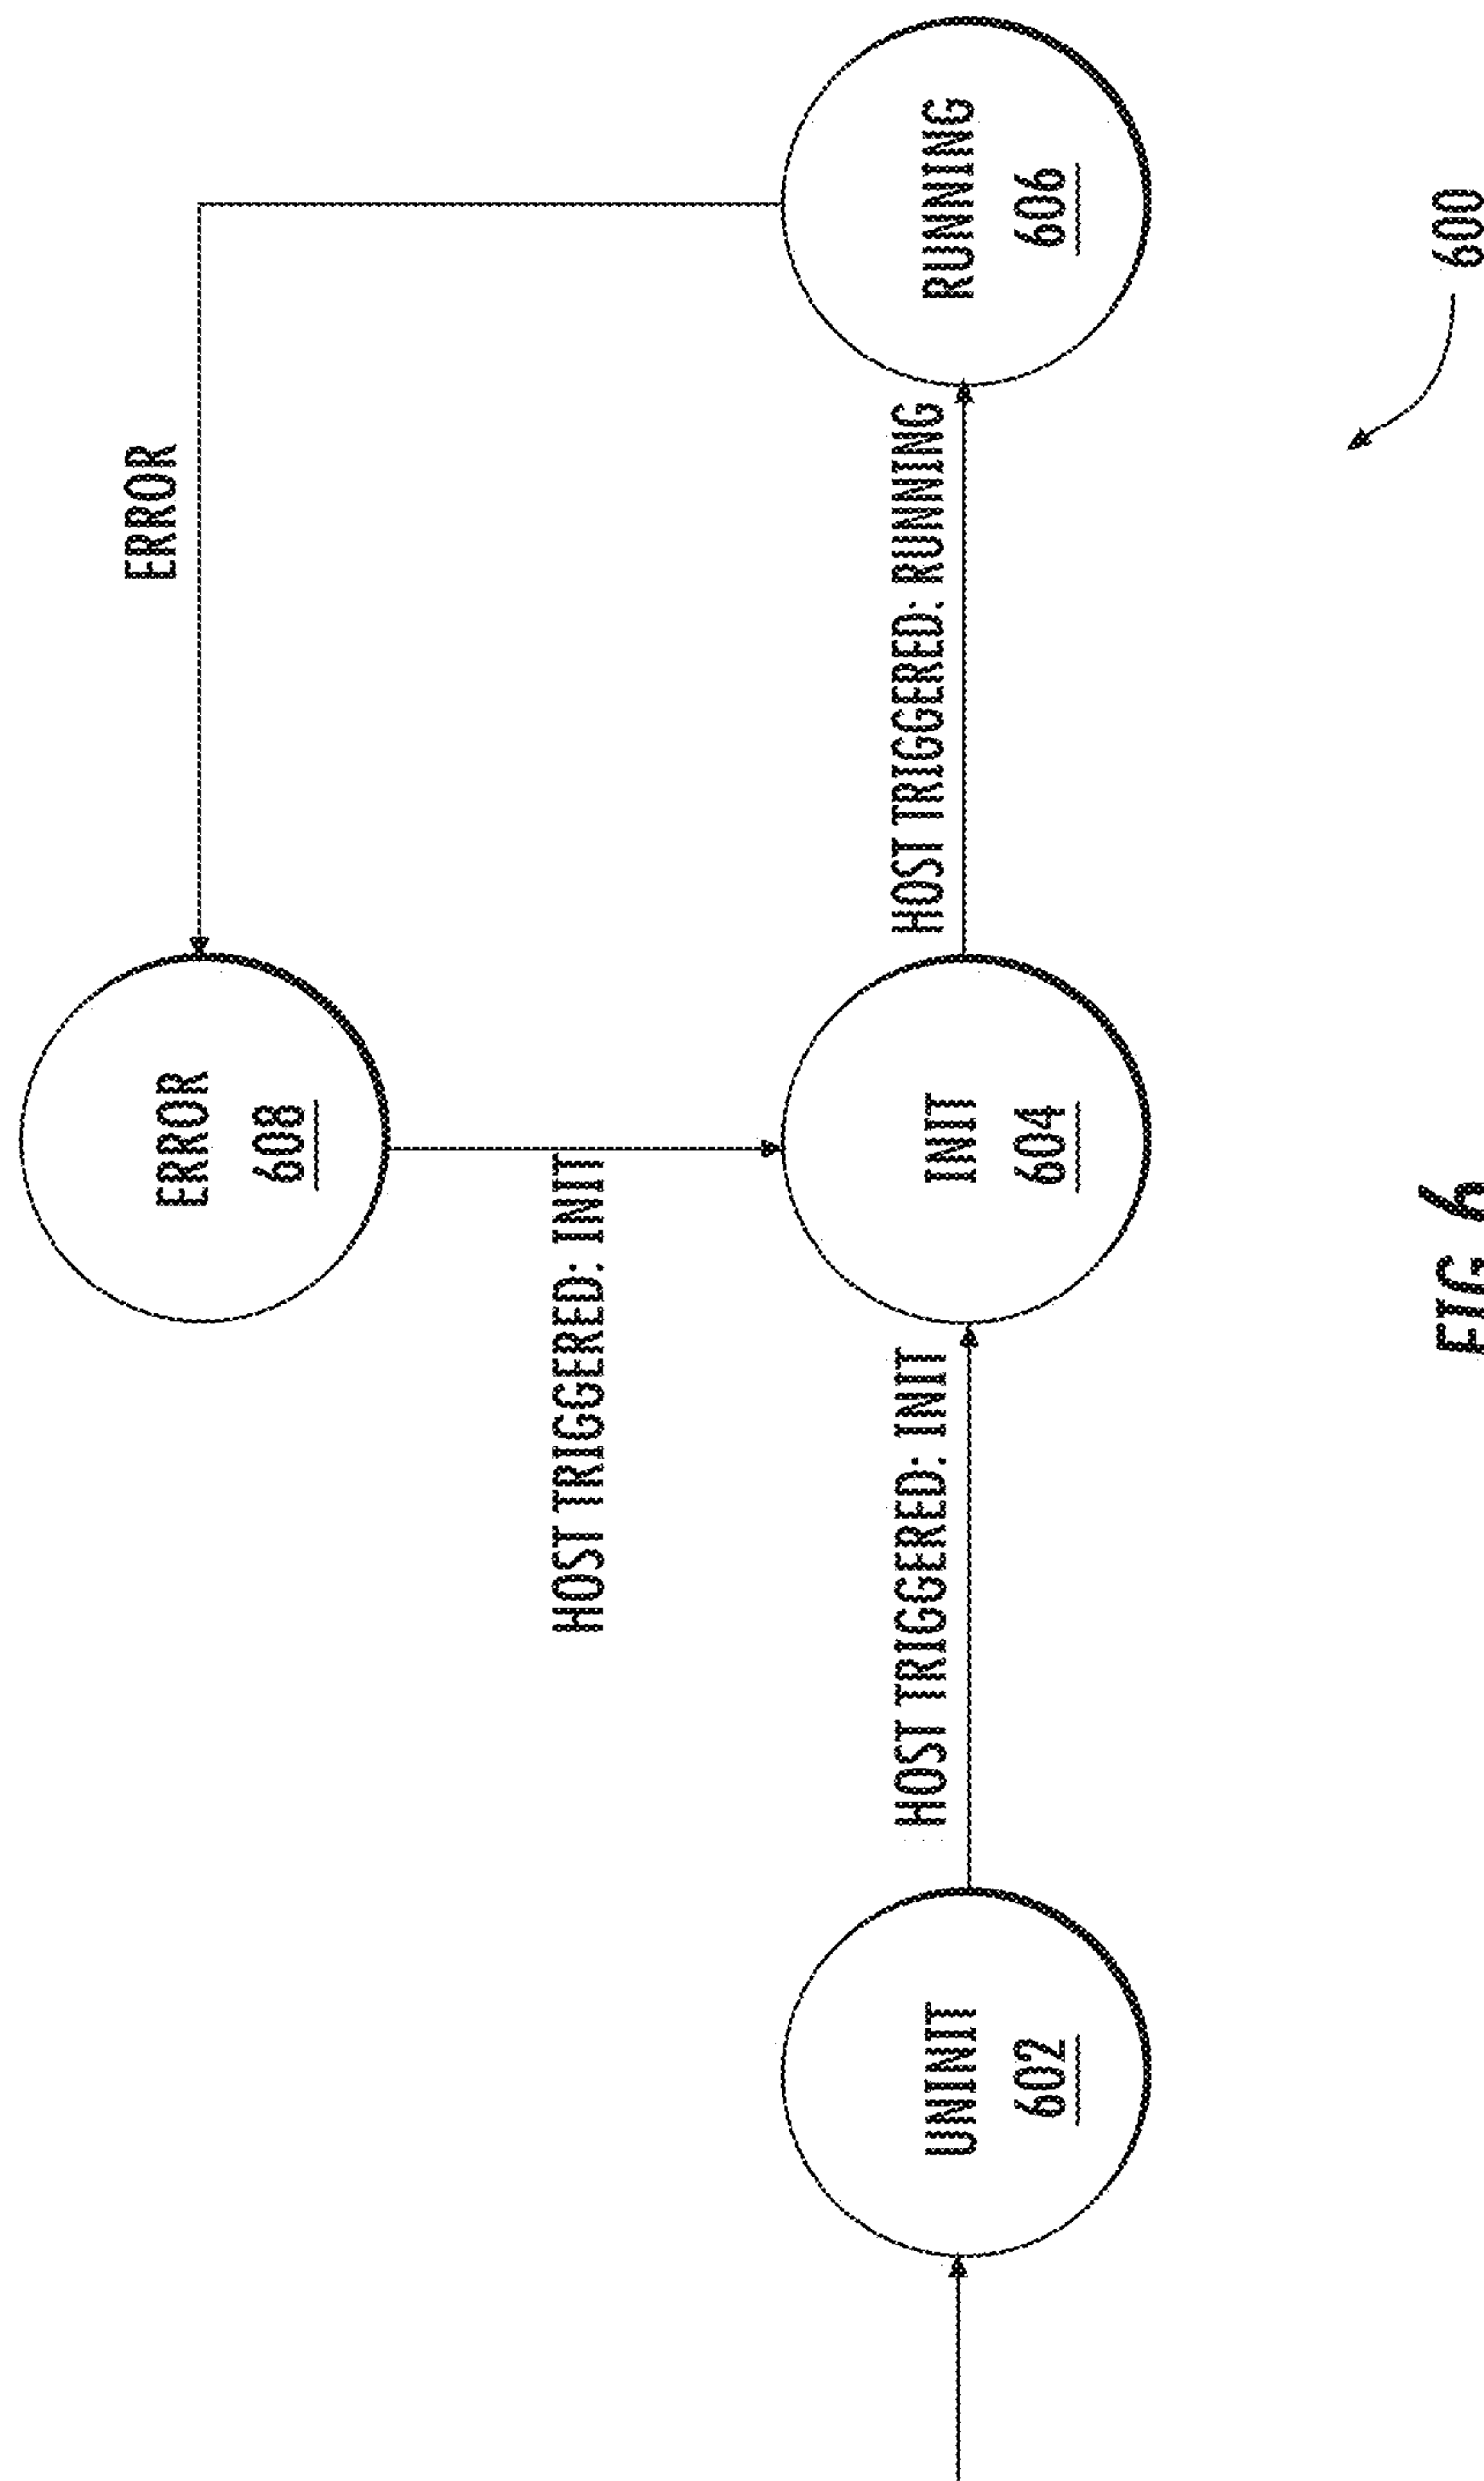 ERROR
ERROR
608
HOST TRIGGERED: INIT
HOST TRIGGERED: INIT
HOST TRIGGERED: RUNNING
UNINIT
602
INIT
604
RUNNING
606
600
FIG. 6